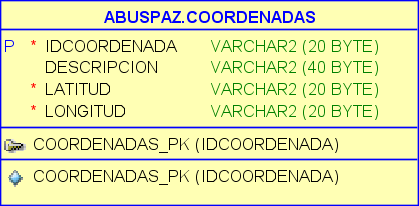 ABUSPAZ.COORDENADAS
P * IDCOORDENADA VARCHAR2 (20 BYTE)
DESCRIPCION VARCHAR2 (40 BYTE)
* LATITUD VARCHAR2 (20 BYTE)
* LONGITUD VARCHAR2 (20 BYTE)
COORDENADAS_PK (IDCOORDENADA)
COORDENADAS_PK (IDCOORDENADA)